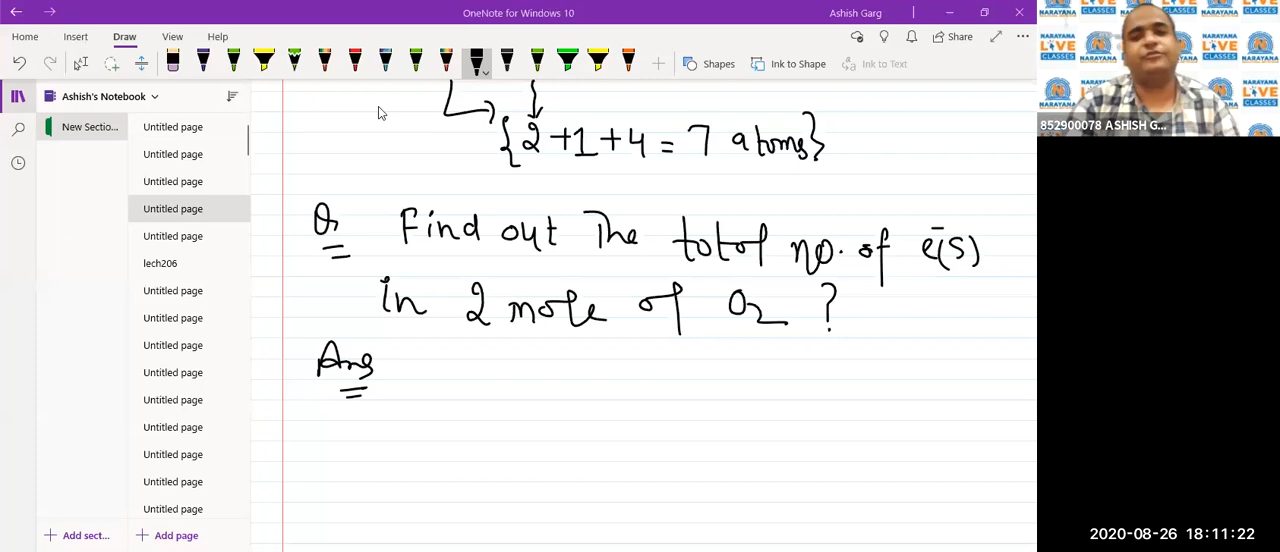 OneNote for Windows 10
Ashish Garg
Home Insert Draw View Help
Share
Shapes
Ink to Shape
Ink to Text
Ashish's Notebook
New Sectio...
Untitled page
Untitled page
Untitled page
Untitled page
Untitled page
lech206
Untitled page
Untitled page
Untitled page
Untitled page
Untitled page
Untitled page
Untitled page
Untitled page
Untitled page
Add sect...
Add page
{2+1+4 = 7 atoms}
Q Find out The total no. of e̅(s)
in 2 mole of O2 ?
Ans
NARAYANA
LIVE
CLASSES
852900078 ASHISH G...
2020-08-26 18:11:22